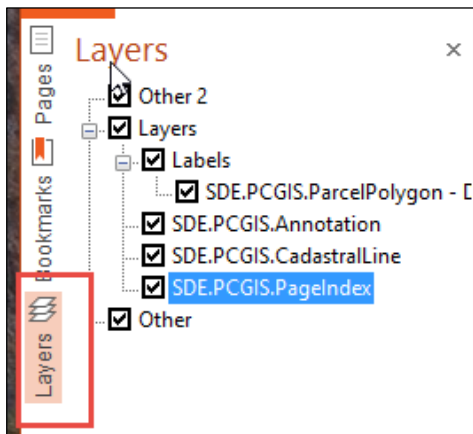 Layers
Other 2
Layers
Labels
SDE.PCGIS.ParcelPolygon -
SDE.PCGIS.Annotation
SDE.PCGIS.CadastralLine
SDE.PCGIS.PageIndex
Other
Pages
Bookmarks
Layers